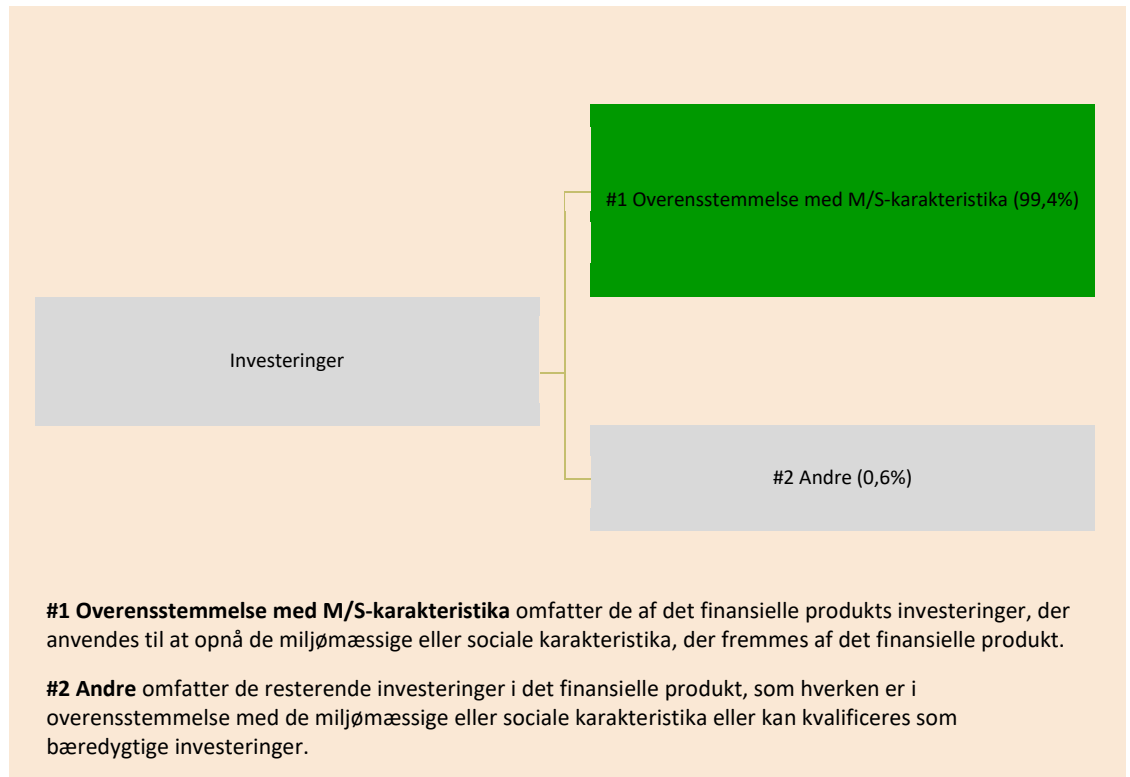 #1 Overensstemmelse med M/S-karakteristika (99,4%)
Investeringer
#2 Andre (0,6%)
#1 Overensstemmelse med M/S-karakteristika omfatter de af det finansielle produkts investeringer, der
anvendes til at opnå de miljømæssige eller sociale karakteristika, der fremmes af det finansielle produkt.
#2 Andre omfatter de resterende investeringer i det finansielle produkt, som hverken er i
overensstemmelse med de miljømæssige eller sociale karakteristika eller kan kvalificeres som
bæredygtige investeringer.